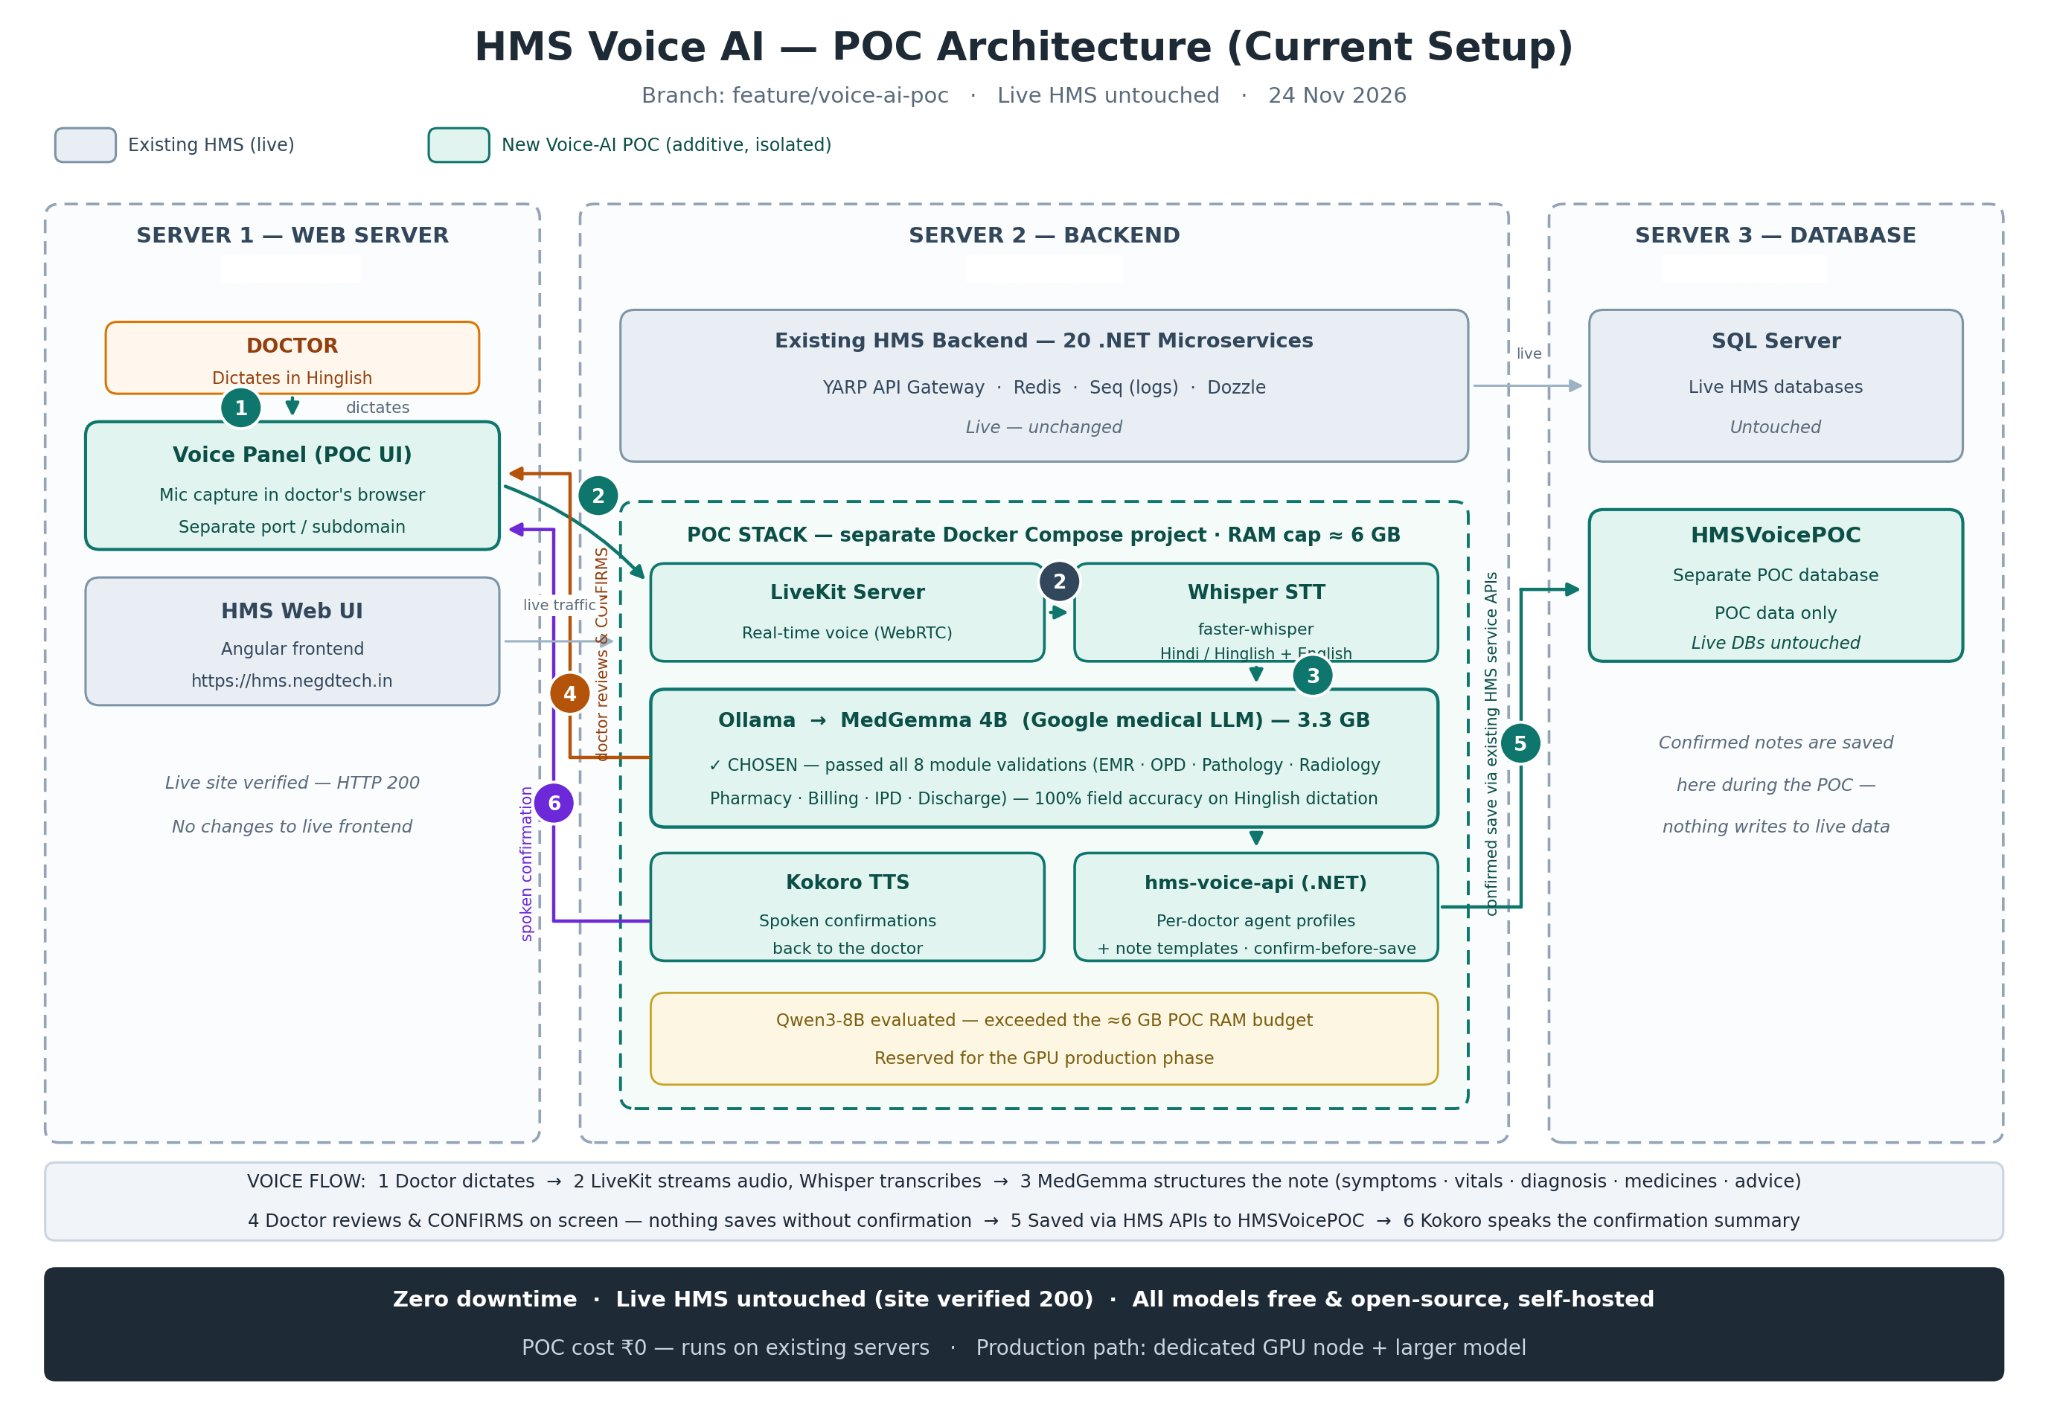 HMS Voice AI — POC Architecture (Current Setup)
Branch: feature/voice-ai-poc · Live HMS untouched · 24 Nov 2026
Existing HMS (live)
New Voice-AI POC (additive, isolated)
SERVER 1 — WEB SERVER
DOCTOR
Dictates in Hinglish
1
dictates
Voice Panel (POC UI)
Mic capture in doctor's browser
Separate port / subdomain
HMS Web UI
Angular frontend
https://hms.negdtech.in
Live site verified — HTTP 200
No changes to live frontend
2
live traffic
doctor reviews & CONFIRMS
4
6
spoken confirmation
SERVER 2 — BACKEND
Existing HMS Backend — 20 .NET Microservices
YARP API Gateway · Redis · Seq (logs) · Dozzle
Live — unchanged
POC STACK — separate Docker Compose project · RAM cap ≈ 6 GB
LiveKit Server
Real-time voice (WebRTC)
2
Whisper STT
faster-whisper
Hindi / Hinglish + English
3
Ollama → MedGemma 4B (Google medical LLM) — 3.3 GB
✓ CHOSEN — passed all 8 module validations (EMR · OPD · Pathology · Radiology
Pharmacy · Billing · IPD · Discharge) — 100% field accuracy on Hinglish dictation
Kokoro TTS
Spoken confirmations
back to the doctor
hms-voice-api (.NET)
Per-doctor agent profiles
+ note templates · confirm-before-save
Qwen3-8B evaluated — exceeded the ≈6 GB POC RAM budget
Reserved for the GPU production phase
live
confirmed save via existing HMS service APIs
5
SERVER 3 — DATABASE
SQL Server
Live HMS databases
Untouched
HMSVoicePOC
Separate POC database
POC data only
Live DBs untouched
Confirmed notes are saved
here during the POC —
nothing writes to live data
VOICE FLOW: 1 Doctor dictates → 2 LiveKit streams audio, Whisper transcribes → 3 MedGemma structures the note (symptoms · vitals · diagnosis · medicines · advice)
4 Doctor reviews & CONFIRMS on screen — nothing saves without confirmation → 5 Saved via HMS APIs to HMSVoicePOC → 6 Kokoro speaks the confirmation summary
Zero downtime · Live HMS untouched (site verified 200) · All models free & open-source, self-hosted
POC cost ₹0 — runs on existing servers · Production path: dedicated GPU node + larger model